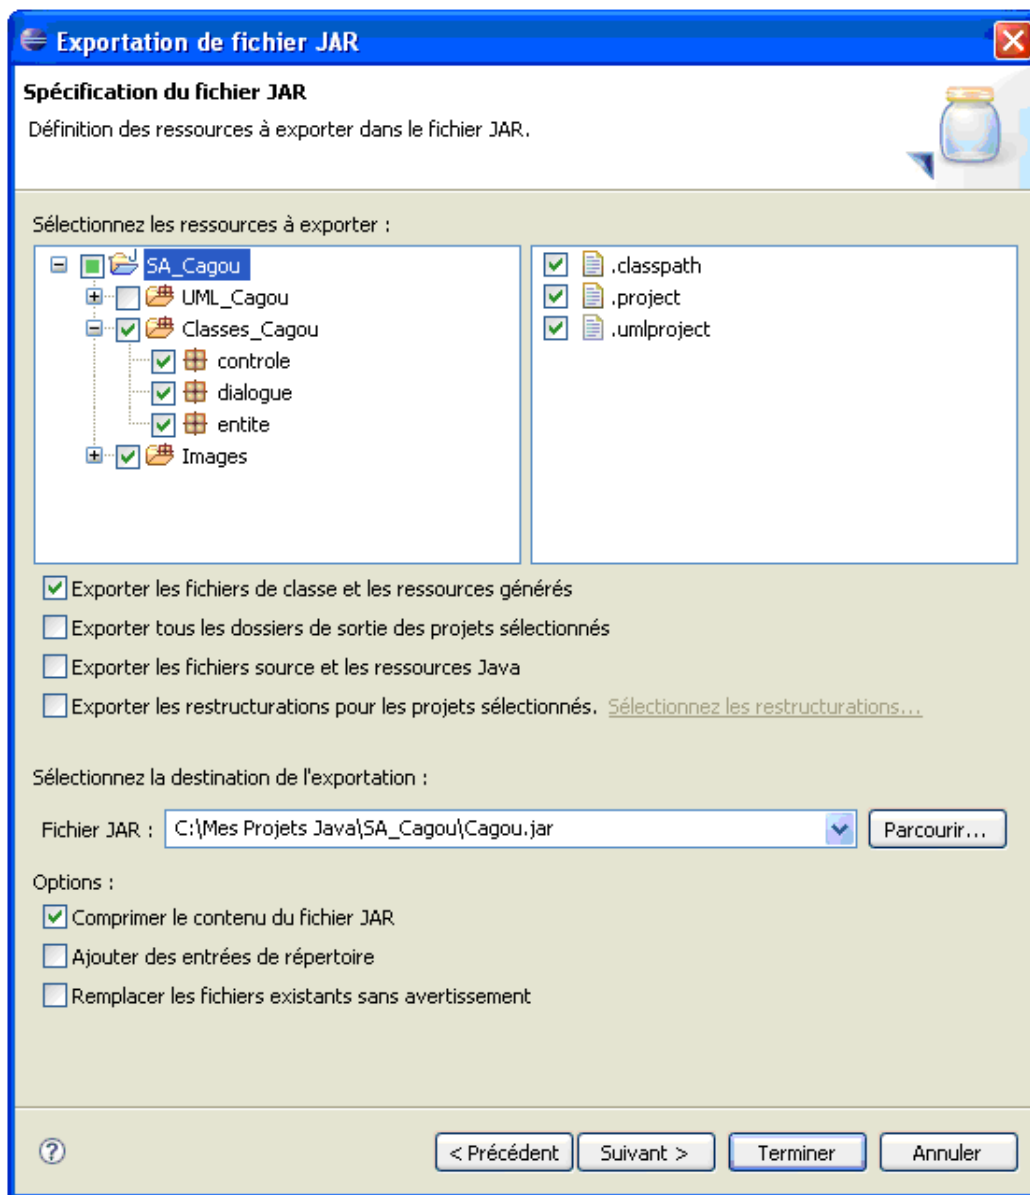 Exportation de fichier JAR
Spécification du fichier JAR
Définition des ressources à exporter dans le fichier JAR.
Sélectionnez les ressources à exporter :
SA_Cagou
UML_Cagou
Classes_Cagou
controle
dialogue
entite
Images
.classpath
.project
.umlproject
Exporter les fichiers de classe et les ressources générés
Exporter tous les dossiers de sortie des projets sélectionnés
Exporter les fichiers source et les ressources Java
Exporter les restructurations pour les projets sélectionnés. Sélectionnez les restructurations...
Sélectionnez la destination de l'exportation :
Fichier JAR : C:\Mes Projets Java\SA_Cagou\Cagou.jar Parcourir...
Options :
Comprimer le contenu du fichier JAR
Ajouter des entrées de répertoire
Remplacer les fichiers existants sans avertissement
? < Précédent Suivant > Terminer Annuler